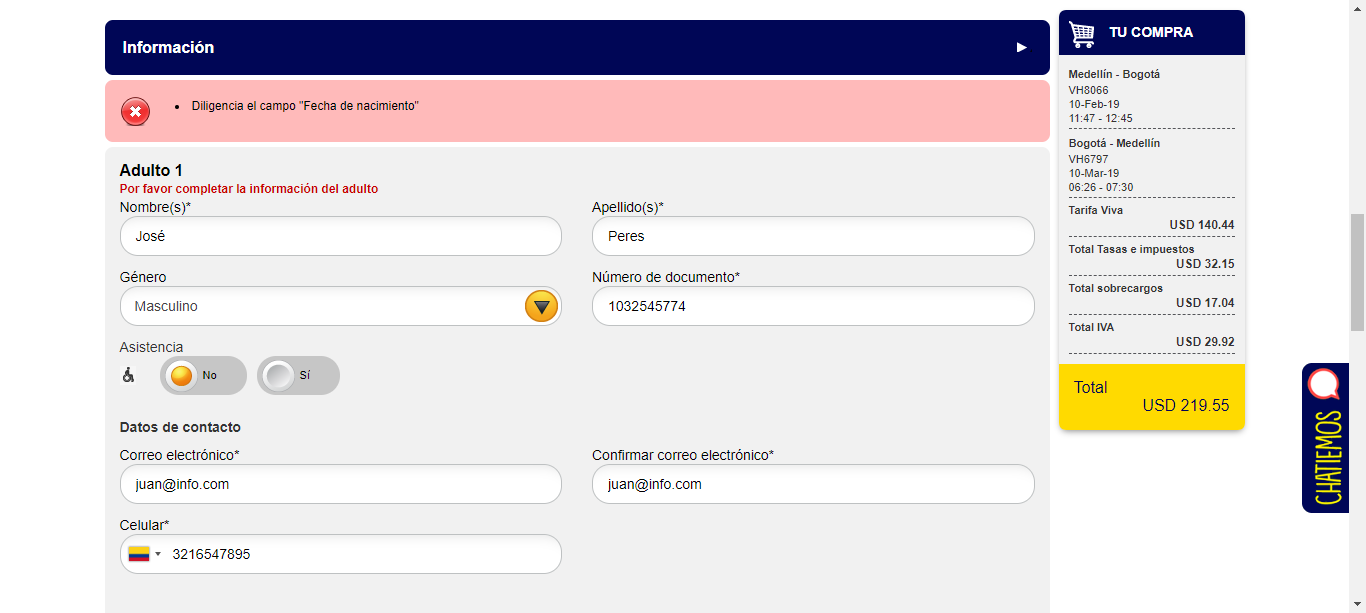 Información
Diligencia el campo "Fecha de nacimiento"
Adulto 1
Por favor completar la información del adulto
Nombre(s)* Apellido(s)*
José Peres
Género Número de documento*
Masculino 1032545774
Asistencia
No Sí
Datos de contacto
Correo electrónico* Confirmar correo electrónico*
juan@info.com juan@info.com
Celular*
3216547895
TU COMPRA
Medellín - Bogotá
VH8066
10-Feb-19
11:47 - 12:45
Bogotá - Medellín
VH6797
10-Mar-19
06:26 - 07:30
Tarifa Viva
USD 140.44
Total Tasas e impuestos
USD 32.15
Total sobrecargos
USD 17.04
Total IVA
USD 29.92
Total
USD 219.55
CHATIEMOS